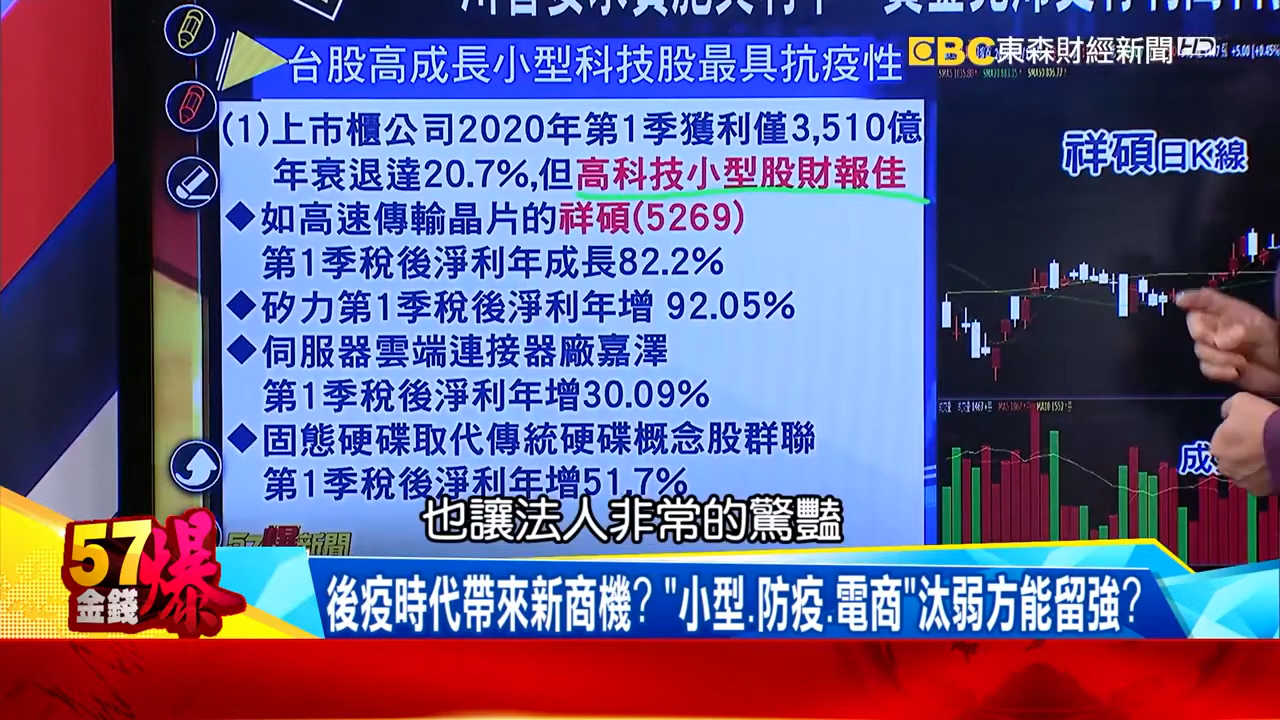 EBC 東森財經新聞 HD
台股高成長小型科技股最具抗疫性
(1)上市櫃公司2020年第1季獲利僅3,510億
年衰退達20.7%,但高科技小型股財報佳
◆如高速傳輸晶片的祥碩(5269)
第1季稅後淨利年成長82.2%
◆矽力第1季稅後淨利年增 92.05%
◆伺服器雲端連接器廠嘉澤
第1季稅後淨利年增30.09%
◆固態硬碟取代傳統硬碟概念股群聯
第1季稅後淨利年增51.7%
祥碩日K線
也讓法人非常的驚豔
57爆新聞
57金錢爆
後疫時代帶來新商機？"小型.防疫.電商"汰弱方能留強？